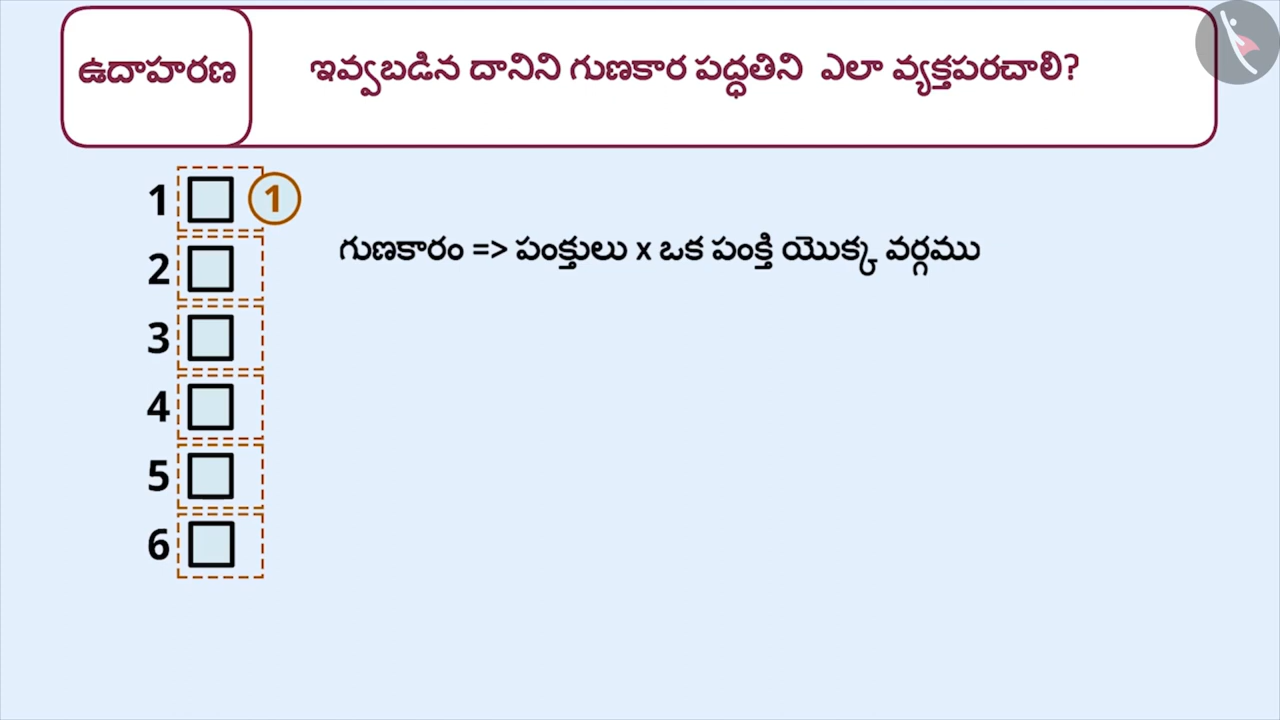 ఉదాహరణ
ఇవ్వబడిన దానిని గుణకార పద్ధతిని ఎలా వ్యక్తపరచాలి?
1 1
గుణకారం => పంక్తులు x ఒక పంక్తి యొక్క వర్గము
2
3
4
5
6